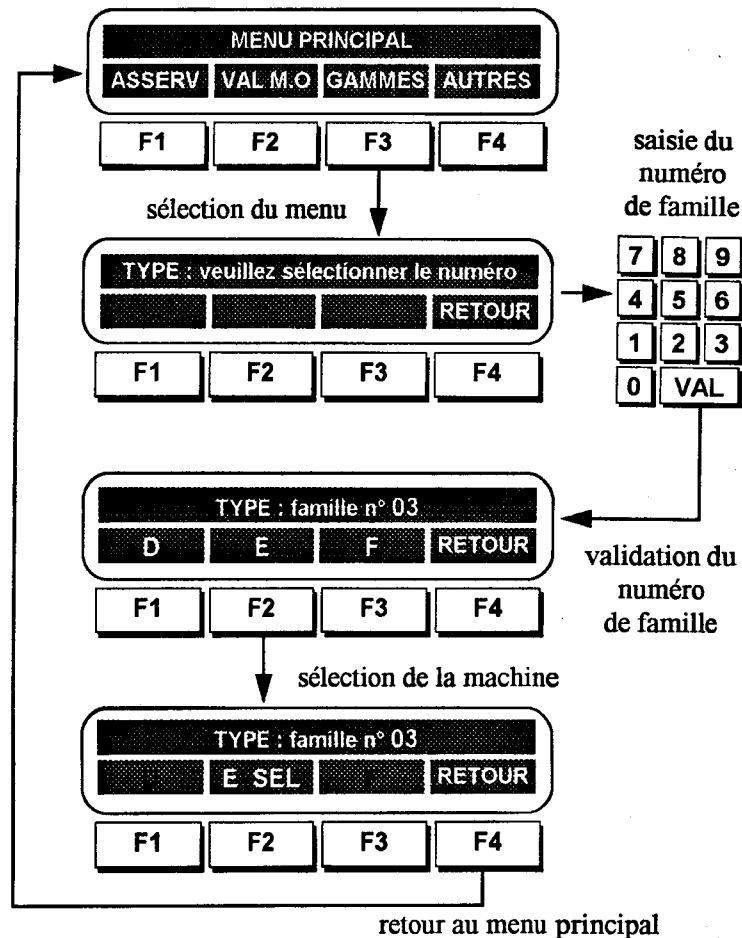 MENU PRINCIPAL
ASSERV VAL M.O GAMMES AUTRES
F1 F2 F3 F4
sélection du menu
saisie du
numéro
de famille
TYPE : veuillez sélectionner le numéro
RETOUR
F1 F2 F3 F4
7 8 9
4 5 6
1 2 3
0 VAL
TYPE : famille n° 03
D E F RETOUR
F1 F2 F3 F4
validation du
numéro
de famille
sélection de la machine
TYPE : famille n° 03
E SEL RETOUR
F1 F2 F3 F4
retour au menu principal